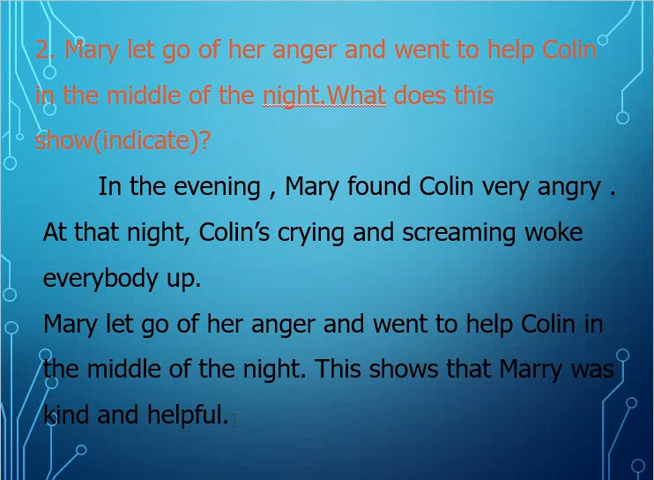 2. Mary let go of her anger and went to help Colin
in the middle of the night.What does this
show(indicate)?
In the evening , Mary found Colin very angry .
At that night, Colin’s crying and screaming woke
everybody up.
Mary let go of her anger and went to help Colin in
the middle of the night. This shows that Marry was
kind and helpful.